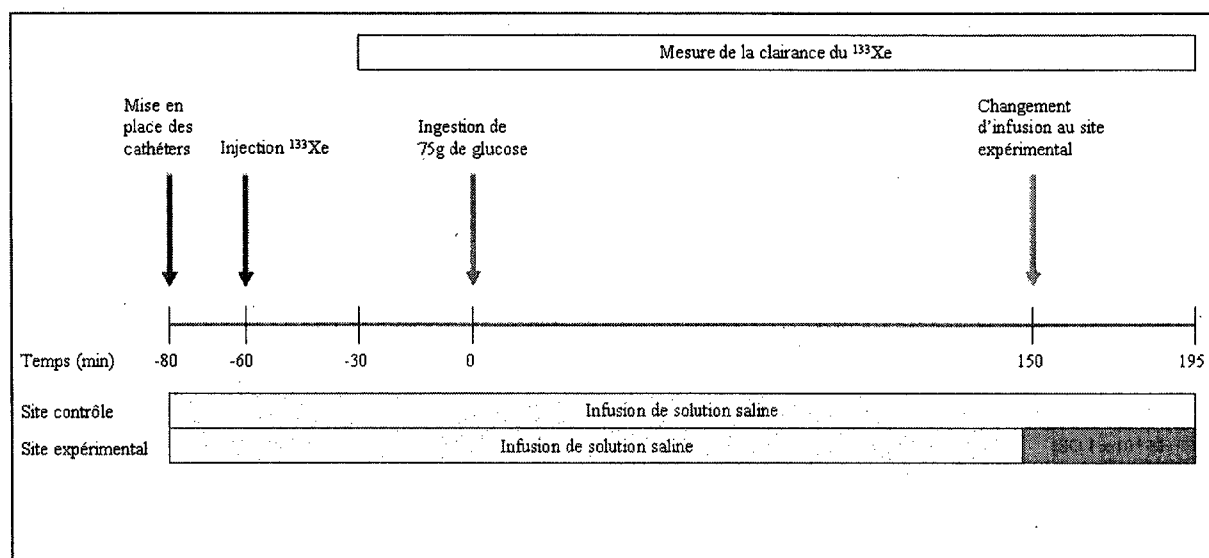 Mesure de la clairance du ¹³³Xe
Mise en
place des
cathéters
Injection ¹³³Xe
Ingestion de
75g de glucose
Changement
d'infusion au site
expérimental
Temps (min) -80 -60 -30 0 150 195
Site contrôle Infusion de solution saline
Site expérimental Infusion de solution saline